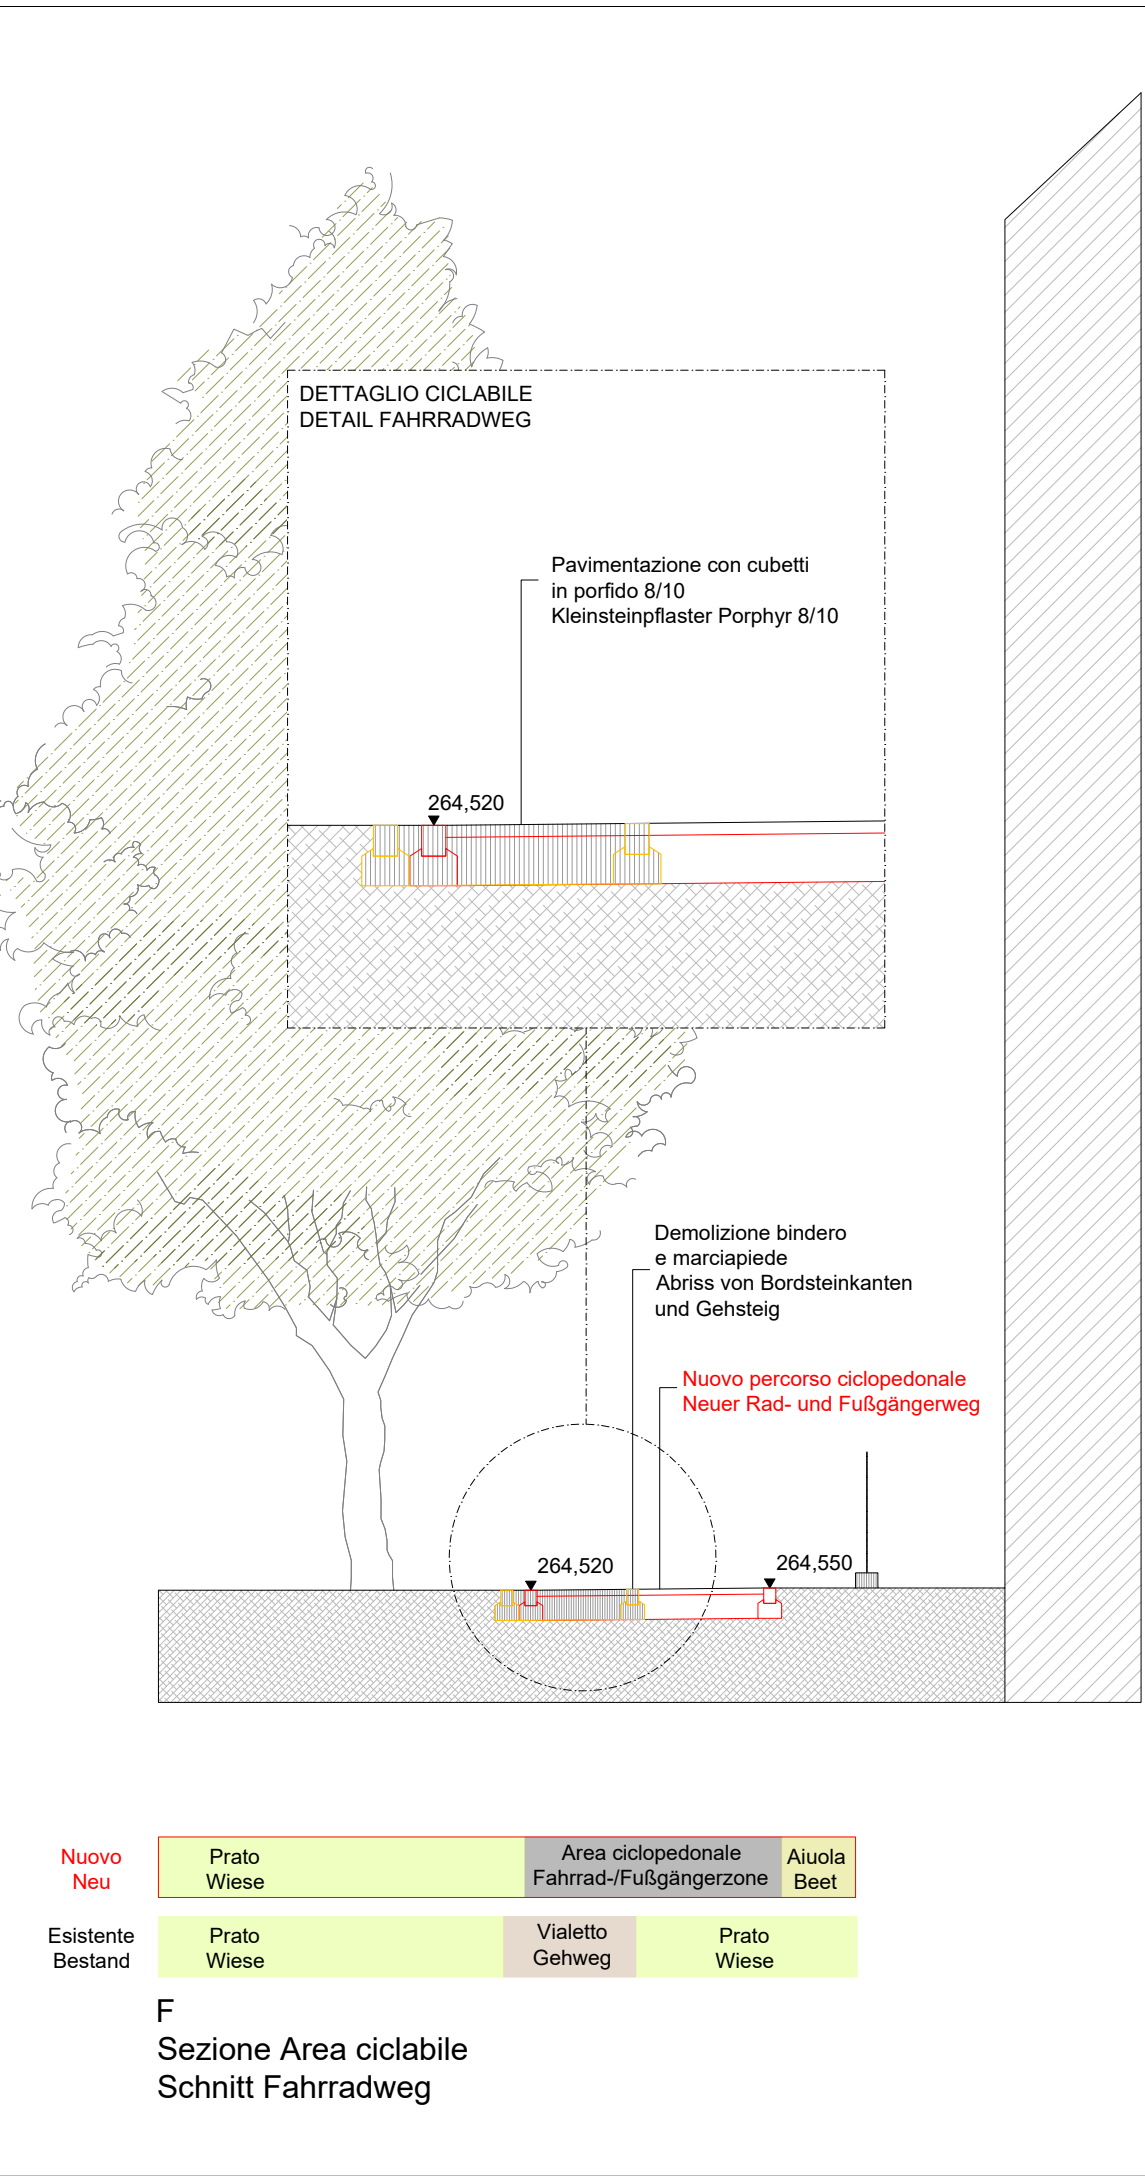 DETTAGLIO CICLABILE
DETAIL FAHRRADWEG
Pavimentazione con cubetti
in porfido 8/10
Kleinsteinpflaster Porphyr 8/10
264,520
Demolizione bindero
e marciapiede
Abriss von Bordsteinkanten
und Gehsteig
Nuovo percorso ciclopedonale
Neuer Rad- und Fußgängerweg
264,520
264,550
Nuovo
Neu
Prato
Wiese
Area ciclopedonale
Fahrrad-/Fußgängerzone
Aiuola
Beet
Esistente
Bestand
Prato
Wiese
Vialetto
Gehweg
Prato
Wiese
F
Sezione Area ciclabile
Schnitt Fahrradweg